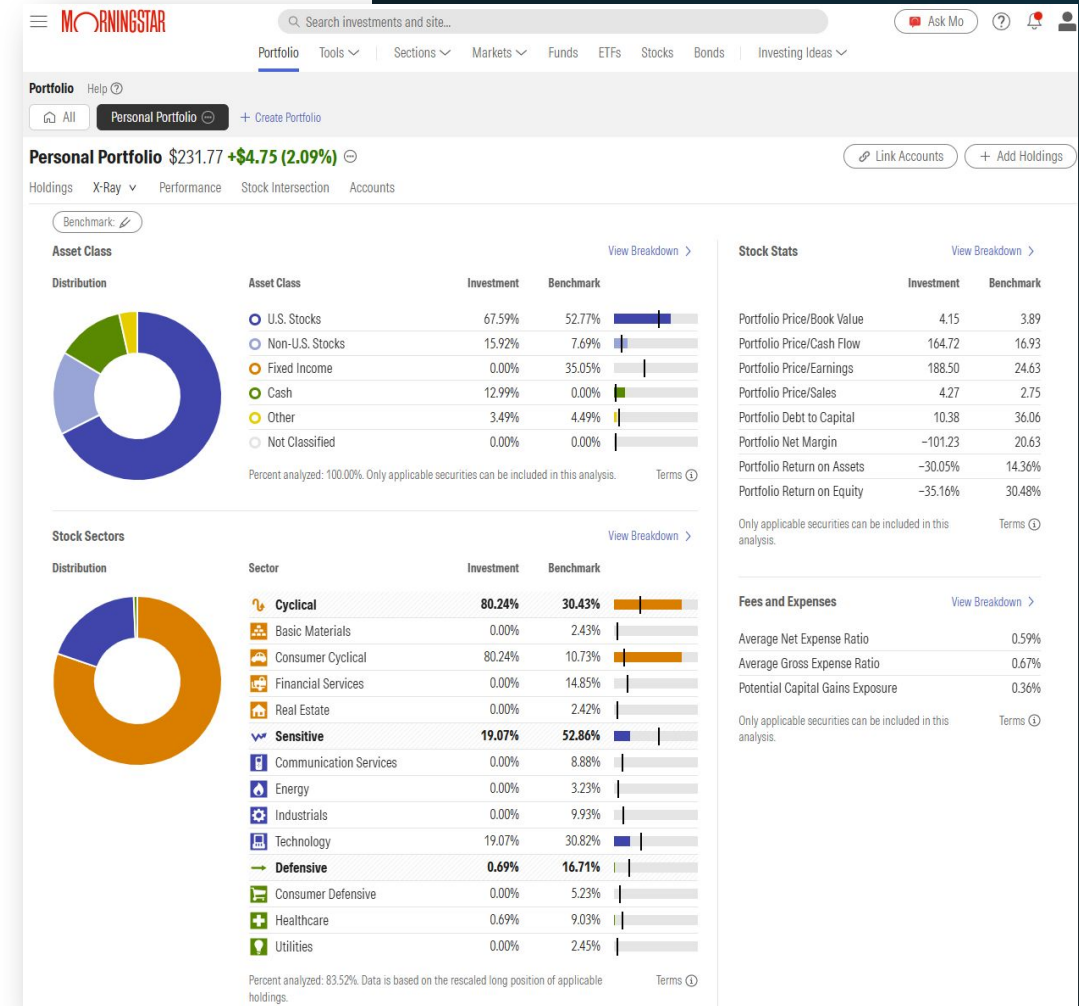 MORNINGSTAR
Search investments and site...
Ask Mo
Portfolio Tools Sections Markets Funds ETFs Stocks Bonds Investing Ideas
Portfolio Help
All Personal Portfolio + Create Portfolio
Personal Portfolio $231.77 +$4.75 (2.09%)
Link Accounts + Add Holdings
Holdings X-Ray Performance Stock Intersection Accounts
Benchmark:
Asset Class View Breakdown >
Distribution
Asset Class Investment Benchmark
U.S. Stocks 67.59% 52.77%
Non-U.S. Stocks 15.92% 7.69%
Fixed Income 0.00% 35.05%
Cash 12.99% 0.00%
Other 3.49% 4.49%
Not Classified 0.00% 0.00%
Percent analyzed: 100.00%. Only applicable securities can be included in this analysis. Terms
Stock Sectors View Breakdown >
Distribution
Sector Investment Benchmark
Cyclical 80.24% 30.43%
Basic Materials 0.00% 2.43%
Consumer Cyclical 80.24% 10.73%
Financial Services 0.00% 14.85%
Real Estate 0.00% 2.42%
Sensitive 19.07% 52.86%
Communication Services 0.00% 8.88%
Energy 0.00% 3.23%
Industrials 0.00% 9.93%
Technology 19.07% 30.82%
Defensive 0.69% 16.71%
Consumer Defensive 0.00% 5.23%
Healthcare 0.69% 9.03%
Utilities 0.00% 2.45%
Percent analyzed: 83.52%. Data is based on the rescaled long position of applicable Terms
holdings.
Stock Stats View Breakdown >
Investment Benchmark
Portfolio Price/Book Value 4.15 3.89
Portfolio Price/Cash Flow 164.72 16.93
Portfolio Price/Earnings 188.50 24.63
Portfolio Price/Sales 4.27 2.75
Portfolio Debt to Capital 10.38 36.06
Portfolio Net Margin −101.23 20.63
Portfolio Return on Assets −30.05% 14.36%
Portfolio Return on Equity −35.16% 30.48%
Only applicable securities can be included in this Terms
analysis.
Fees and Expenses View Breakdown >
Average Net Expense Ratio 0.59%
Average Gross Expense Ratio 0.67%
Potential Capital Gains Exposure 0.36%
Only applicable securities can be included in this Terms
analysis.